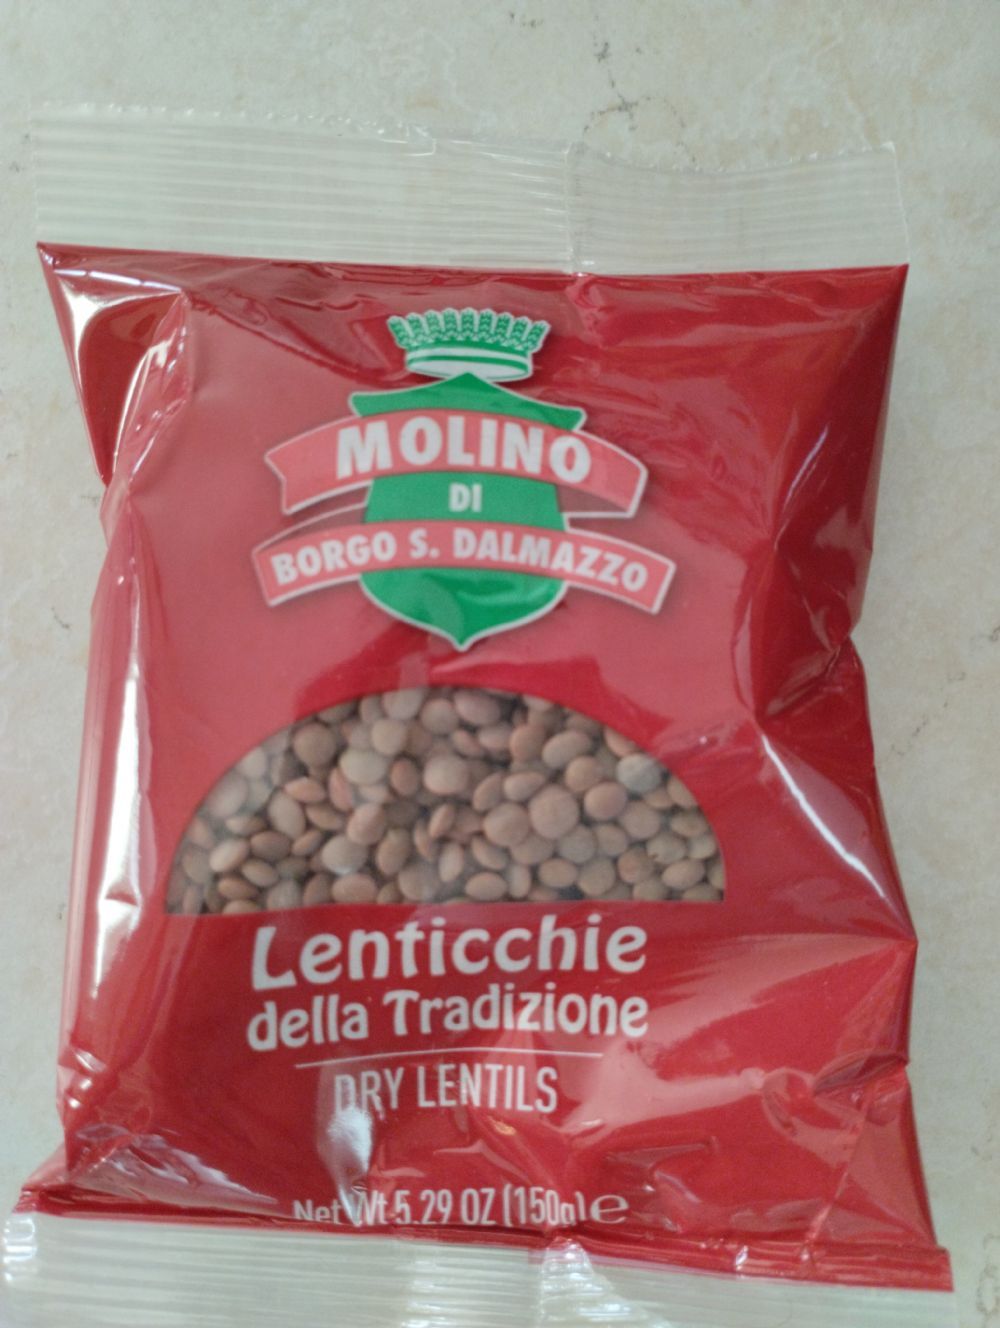 MOLINO
DI
BORGO S. DALMAZZO
Lenticchie
della Tradizione
DRY LENTILS
Net Wt 5.29 OZ (150g) e